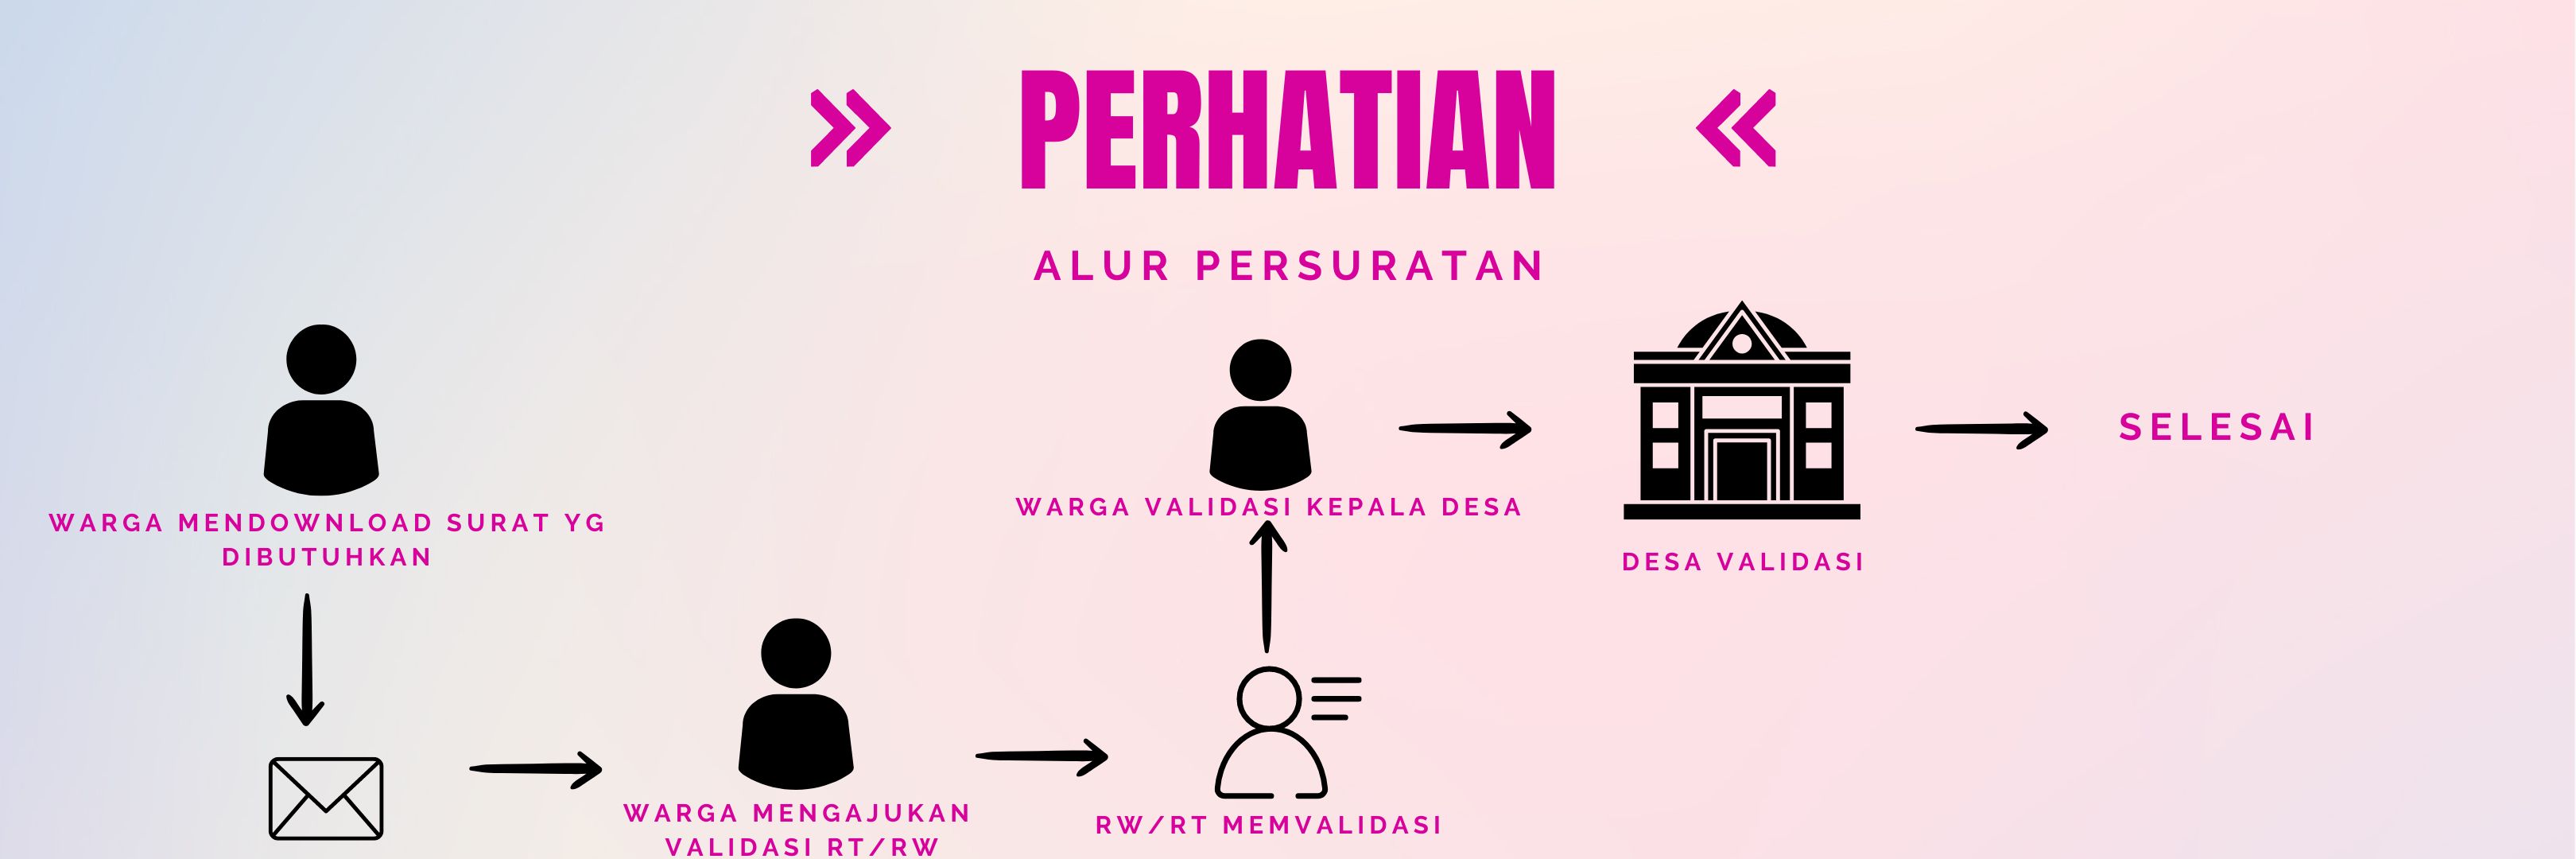 PERHATIAN
ALUR PERSURATAN
WARGA MENDOWNLOAD SURAT YG
DIBUTUHKAN
WARGA MENGAJUKAN
VALIDASI RT/RW
RW/RT MEMVALIDASI
WARGA VALIDASI KEPALA DESA
DESA VALIDASI
SELESAI